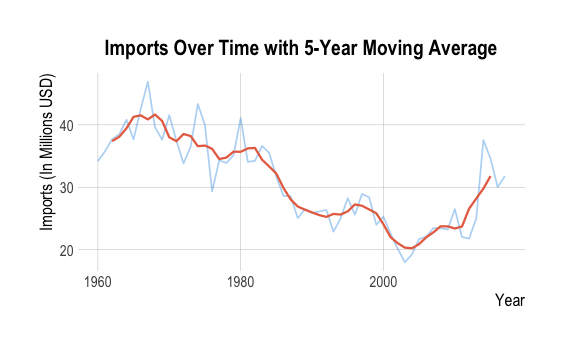 Imports Over Time with 5-Year Moving Average
Imports (In Millions USD)
40
30
20
1960 1980 2000
Year